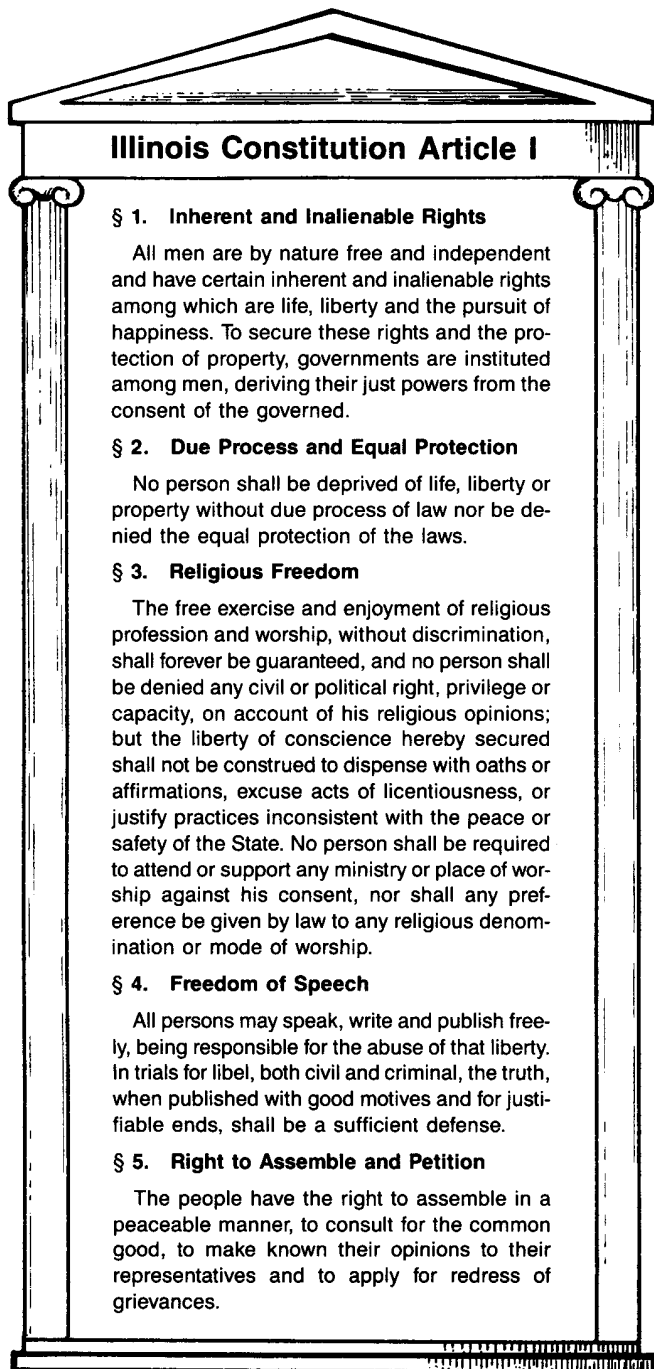 Illinois Constitution Article I
§ 1. Inherent and Inalienable Rights
All men are by nature free and independent
and have certain inherent and inalienable rights
among which are life, liberty and the pursuit of
happiness. To secure these rights and the pro-
tection of property, governments are instituted
among men, deriving their just powers from the
consent of the governed.
§ 2. Due Process and Equal Protection
No person shall be deprived of life, liberty or
property without due process of law nor be de-
nied the equal protection of the laws.
§ 3. Religious Freedom
The free exercise and enjoyment of religious
profession and worship, without discrimination,
shall forever be guaranteed, and no person shall
be denied any civil or political right, privilege or
capacity, on account of his religious opinions;
but the liberty of conscience hereby secured
shall not be construed to dispense with oaths or
affirmations, excuse acts of licentiousness, or
justify practices inconsistent with the peace or
safety of the State. No person shall be required
to attend or support any ministry or place of wor-
ship against his consent, nor shall any pref-
erence be given by law to any religious denom-
ination or mode of worship.
§ 4. Freedom of Speech
All persons may speak, write and publish free-
ly, being responsible for the abuse of that liberty.
In trials for libel, both civil and criminal, the truth,
when published with good motives and for justi-
fiable ends, shall be a sufficient defense.
§ 5. Right to Assemble and Petition
The people have the right to assemble in a
peaceable manner, to consult for the common
good, to make known their opinions to their
representatives and to apply for redress of
grievances.